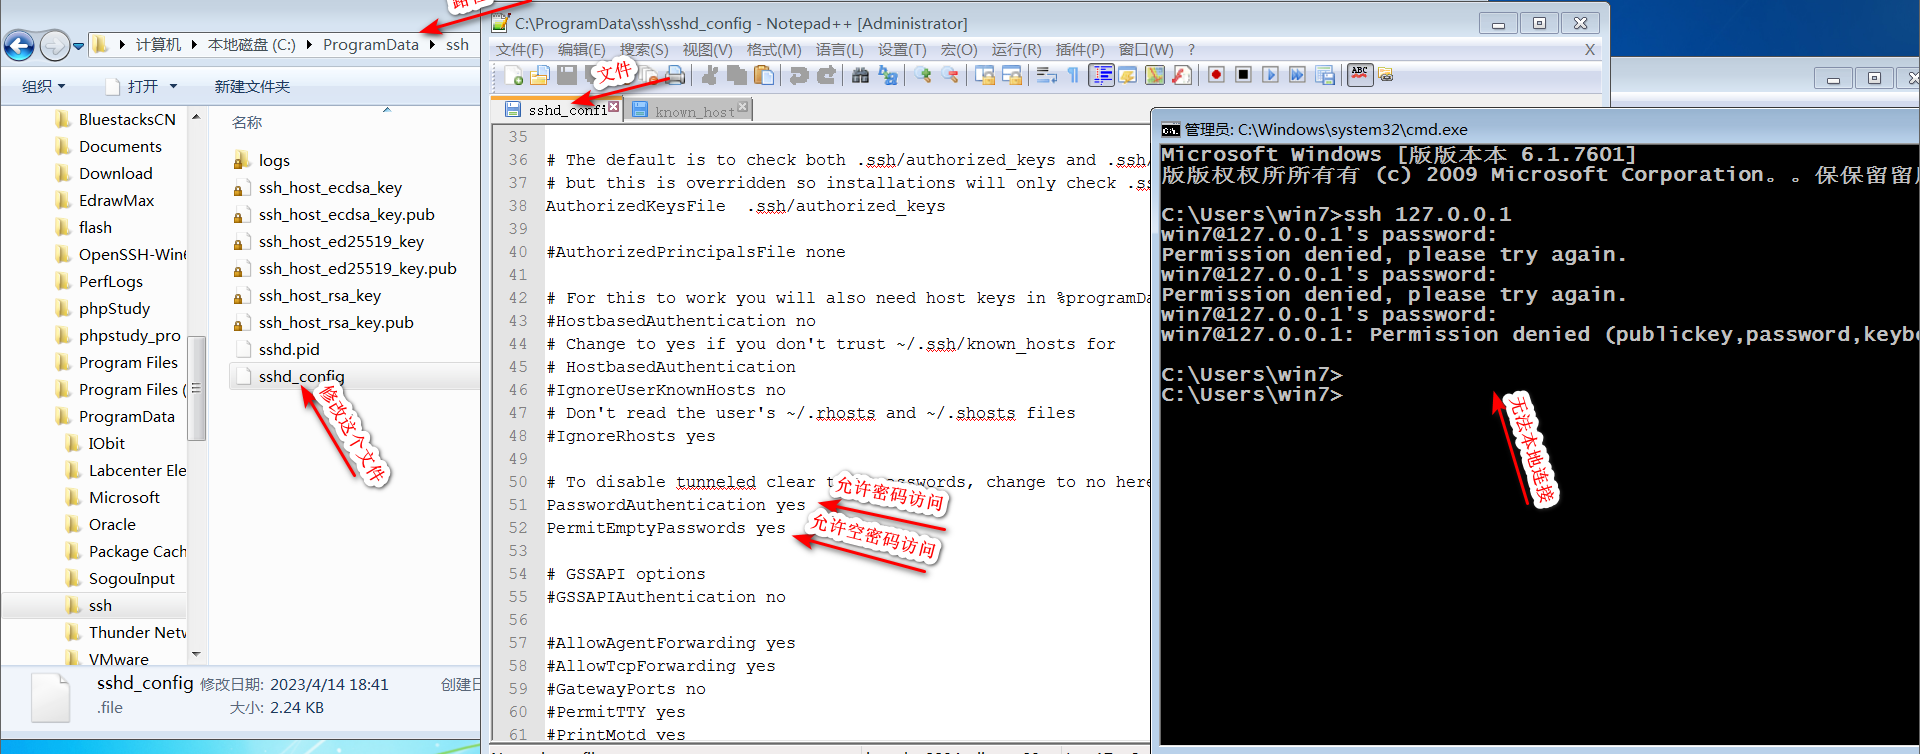 计算机 本地磁盘 (C:) ProgramData ssh
组织 打开 新建文件夹
BluestacksCN
Documents
Download
EdrawMax
flash
OpenSSH-Win6
PerfLogs
phpStudy
phpstudy_pro
Program Files
Program Files (
ProgramData
IObit
Labcenter Ele
Microsoft
Oracle
Package Cach
SogouInput
ssh
Thunder Netw
VMware
名称
logs
ssh_host_ecdsa_key
ssh_host_ecdsa_key.pub
ssh_host_ed25519_key
ssh_host_ed25519_key.pub
ssh_host_rsa_key
ssh_host_rsa_key.pub
sshd.pid
sshd_config
修改这个文件
sshd_config 修改日期: 2023/4/14 18:41 创建日
.file 大小: 2.24 KB
C:\ProgramData\ssh\sshd_config - Notepad++ [Administrator]
文件(F) 编辑(E) 搜索(S) 视图(V) 格式(M) 语言(L) 设置(T) 宏(O) 运行(R) 插件(P) 窗口(W) ? X
文件
ABC
sshd_confi known_host
35
36 # The default is to check both .ssh/authorized_keys and .ssh/
37 # but this is overridden so installations will only check .ss
38 AuthorizedKeysFile .ssh/authorized_keys
39
40 #AuthorizedPrincipalsFile none
41
42 # For this to work you will also need host keys in %programDa
43 #HostbasedAuthentication no
44 # Change to yes if you don't trust ~/.ssh/known_hosts for
45 # HostbasedAuthentication
46 #IgnoreUserKnownHosts no
47 # Don't read the user's ~/.rhosts and ~/.shosts files
48 #IgnoreRhosts yes
49
50 # To disable tunneled clear t passwords, change to no here
51 PasswordAuthentication yes
允许密码访问
52 PermitEmptyPasswords yes
允许空密码访问
53
54 # GSSAPI options
55 #GSSAPIAuthentication no
56
57 #AllowAgentForwarding yes
58 #AllowTcpForwarding yes
59 #GatewayPorts no
60 #PermitTTY yes
61 #PrintMotd yes
管理员: C:\Windows\system32\cmd.exe
Microsoft Windows [版版本本 6.1.7601]
版版权权所所有有 (c) 2009 Microsoft Corporation。。保保留留
C:\Users\win7>ssh 127.0.0.1
win7@127.0.0.1's password:
Permission denied, please try again.
win7@127.0.0.1's password:
Permission denied, please try again.
win7@127.0.0.1's password:
win7@127.0.0.1: Permission denied (publickey,password,keybo
C:\Users\win7>
C:\Users\win7>
无法本地连接